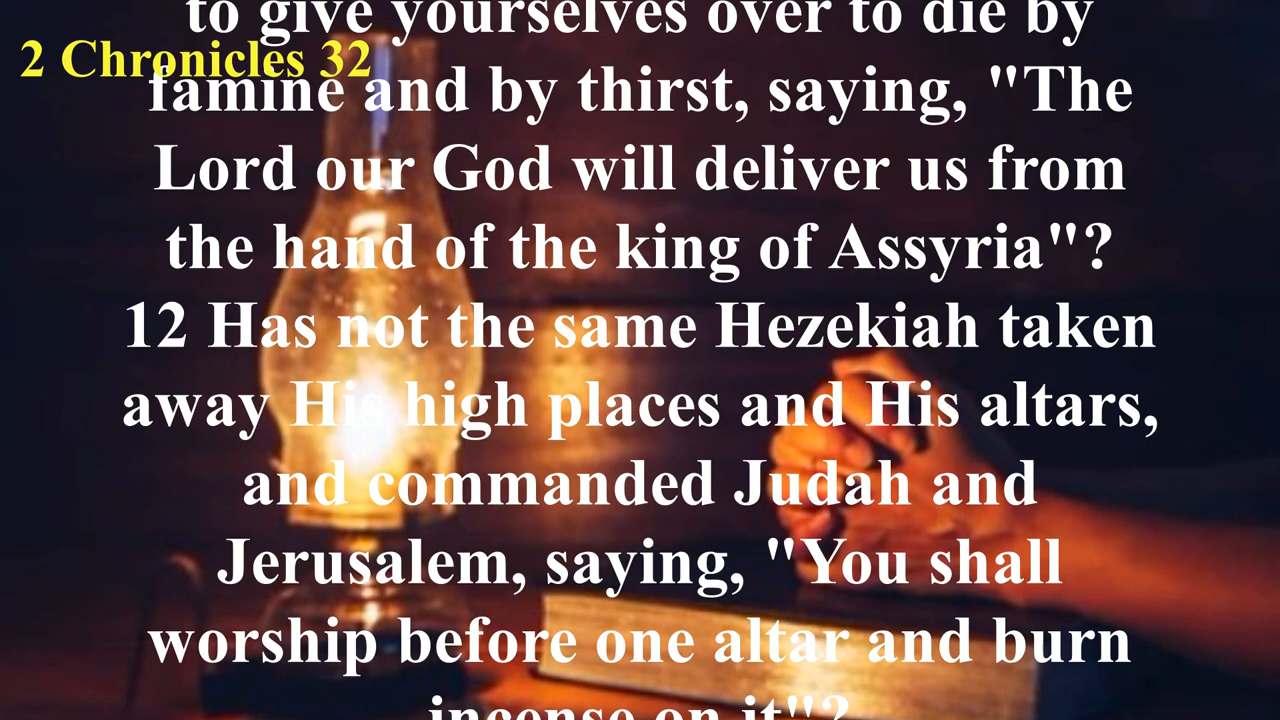 to give yourselves over to die by
2 Chronicles 32
famine and by thirst, saying, "The
Lord our God will deliver us from
the hand of the king of Assyria"?
12 Has not the same Hezekiah taken
away His high places and His altars,
and commanded Judah and
Jerusalem, saying, "You shall
worship before one altar and burn
incense on it"?